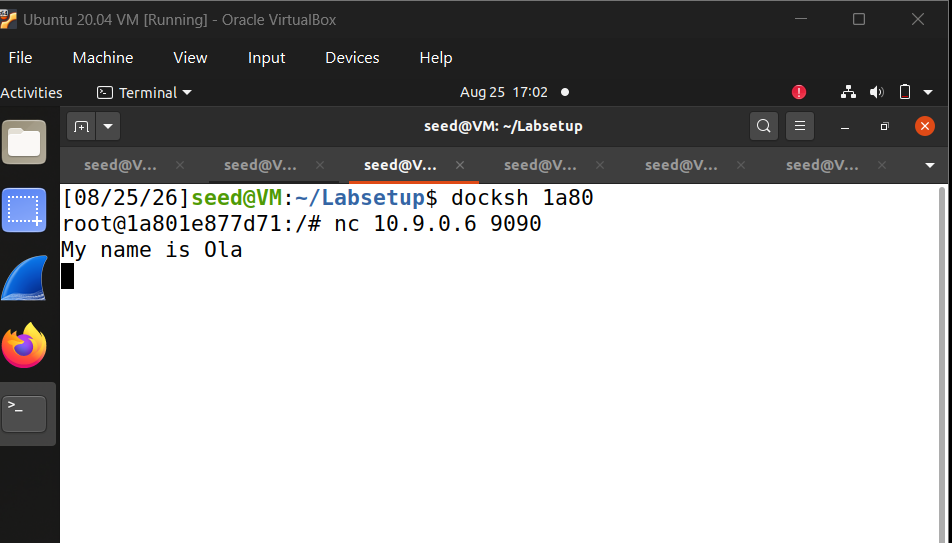 Ubuntu 20.04 VM [Running] - Oracle VirtualBox
File Machine View Input Devices Help
Activities Terminal Aug 25 17:02
seed@VM: ~/Labsetup
seed@V... seed@V... seed@V... seed@V... seed@V... seed@V...
[08/25/26]seed@VM:~/Labsetup$ docksh 1a80
root@1a801e877d71:/# nc 10.9.0.6 9090
My name is Ola
>_